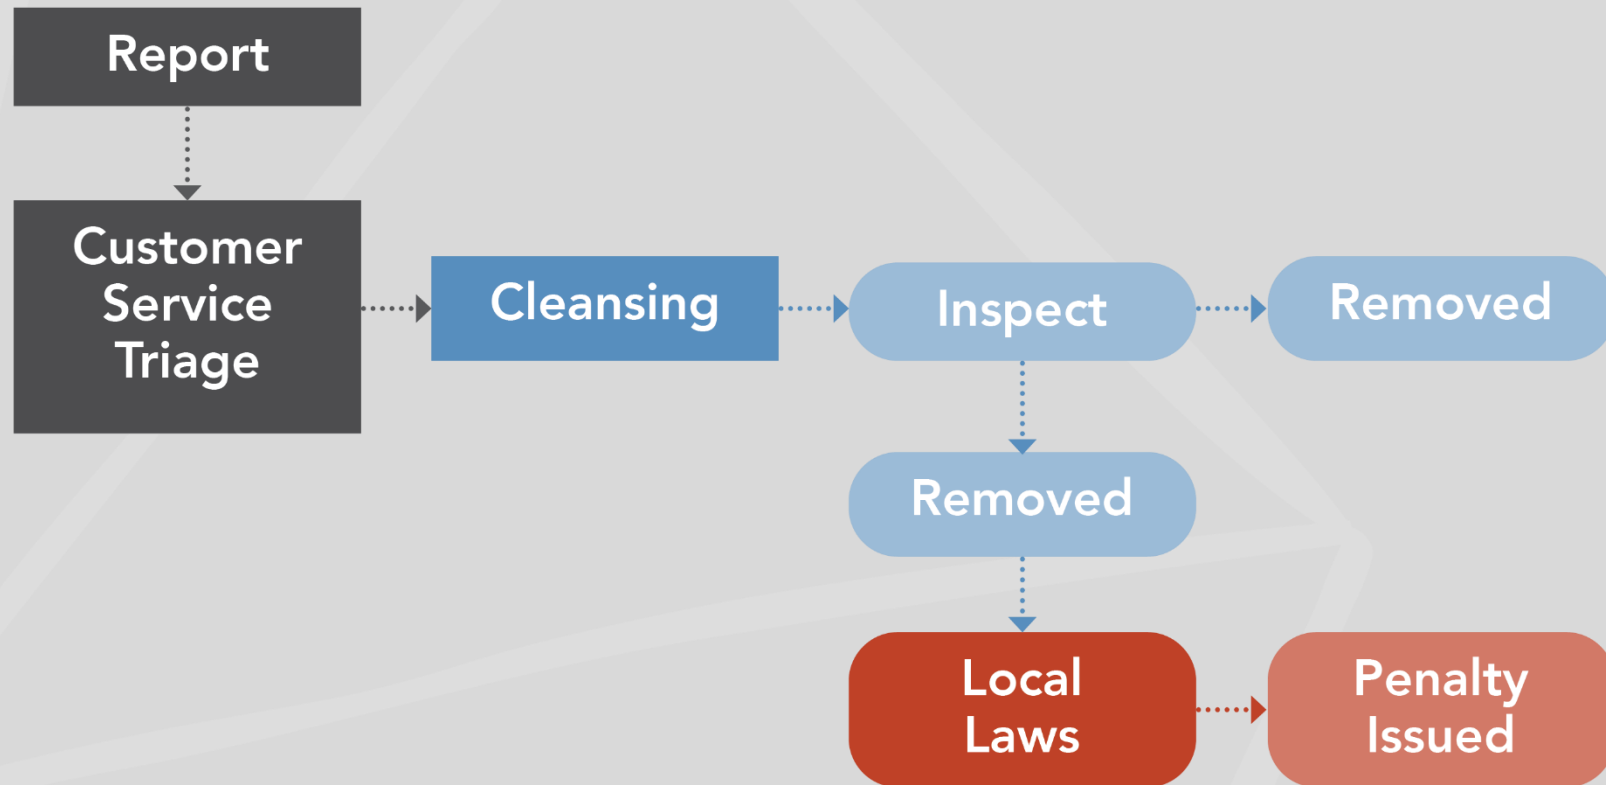 Report
Customer
Service
Triage
Cleansing
Inspect
Removed
Removed
Local
Laws
Penalty
Issued